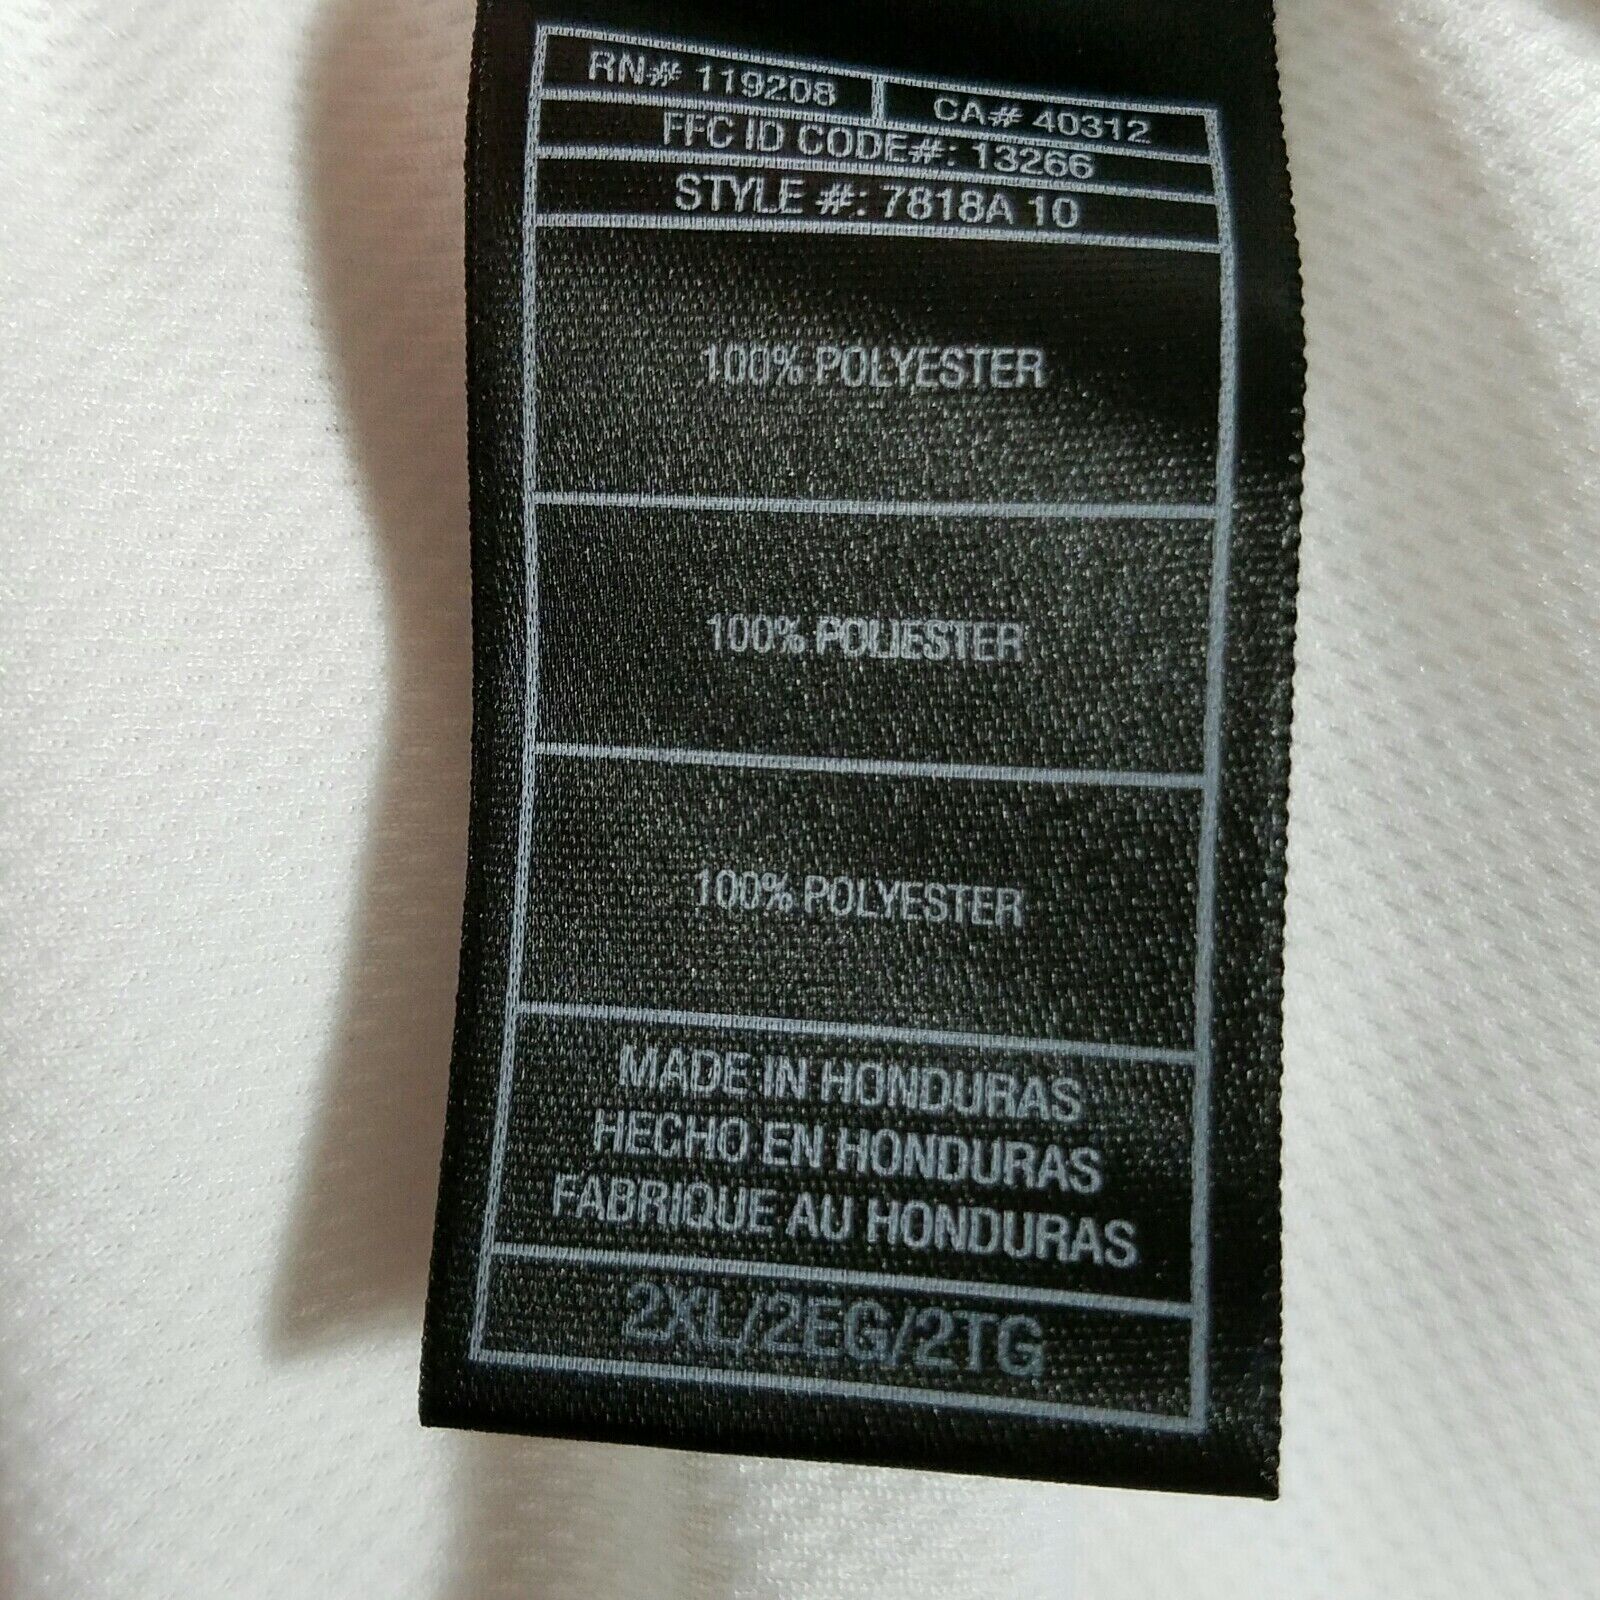 RN# 119208 CA# 40312
FFC ID CODE#: 13266
STYLE #: 7818A 10
100% POLYESTER
100% POLIESTER
100% POLYESTER
MADE IN HONDURAS
HECHO EN HONDURAS
FABRIQUE AU HONDURAS
2XL/2EG/2TG